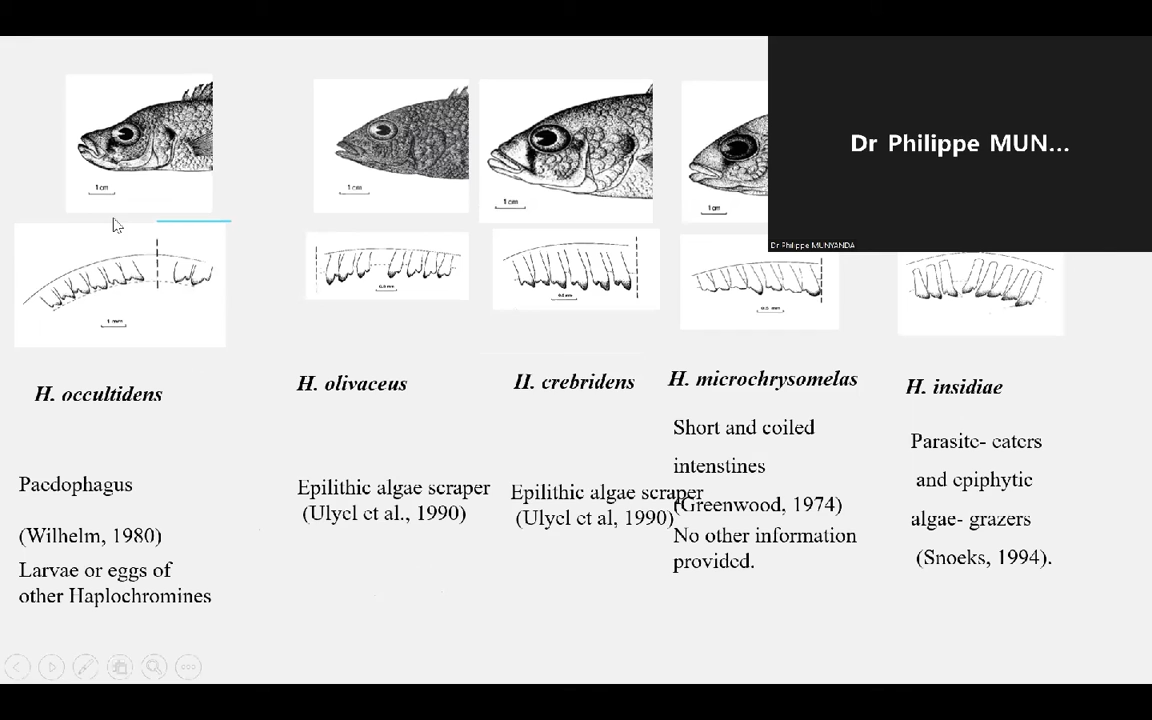 Dr Philippe MUN...
Dr Philippe MUNYANDA
1 cm
1 cm
1 cm
1 cm
1 mm
H. occultidens
H. olivaceus
H. crebridens
H. microchrysomelas
H. insidiae
Paedophagus
(Wilhelm, 1980)
Larvae or eggs of
other Haplochromines
Epilithic algae scraper
(Ulyel et al., 1990)
Epilithic algae scraper
(Ulyel et al, 1990)
Short and coiled
intenstines
(Greenwood, 1974)
No other information
provided.
Parasite- eaters
and epiphytic
algae- grazers
(Snoeks, 1994).